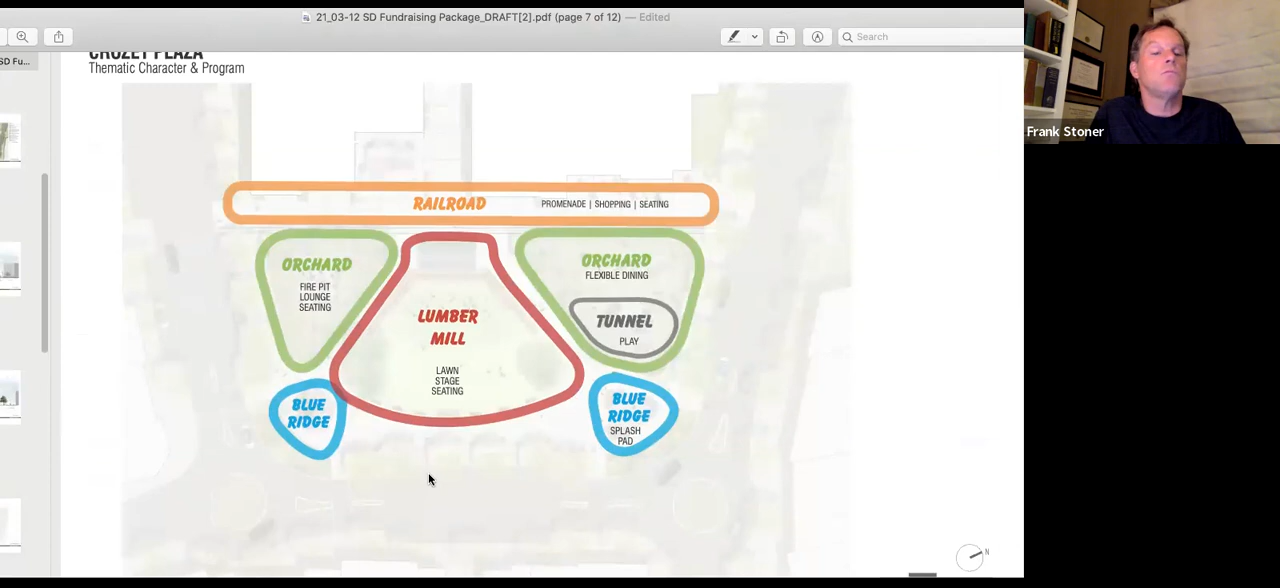 21_03-12 SD Fundraising Package_DRAFT[2].pdf (page 7 of 12) — Edited
Search
SD Fu...
CROZET PLAZA
Thematic Character & Program
Frank Stoner
RAILROAD
PROMENADE | SHOPPING | SEATING
ORCHARD
FIRE PIT
LOUNGE
SEATING
LUMBER
MILL
LAWN
STAGE
SEATING
ORCHARD
FLEXIBLE DINING
TUNNEL
PLAY
BLUE
RIDGE
BLUE
RIDGE
SPLASH
PAD
N